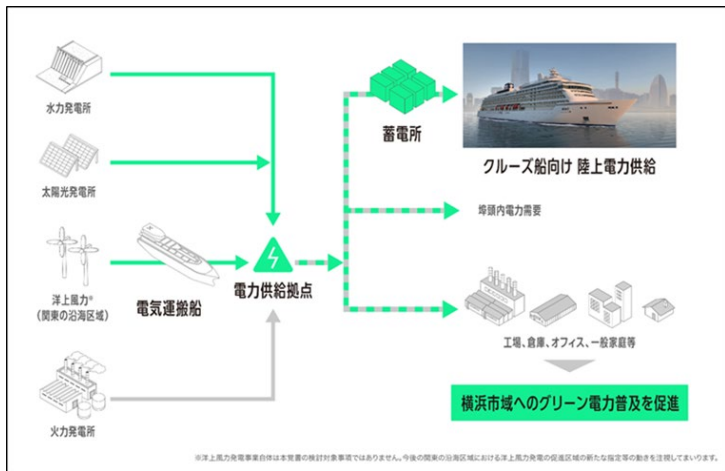 水力発電所
太陽光発電所
洋上風力※
（関東の沿海区域）
火力発電所
電気運搬船
電力供給拠点
蓄電所
クルーズ船向け 陸上電力供給
埠頭内電力需要
工場、倉庫、オフィス、一般家庭等
横浜市域へのグリーン電力普及を促進
※洋上風力発電事業自体は本覚書の検討対象事項ではありません。今後の関東の沿海区域における洋上風力発電の促進区域の新たな指定等の動きを注視してまいります。